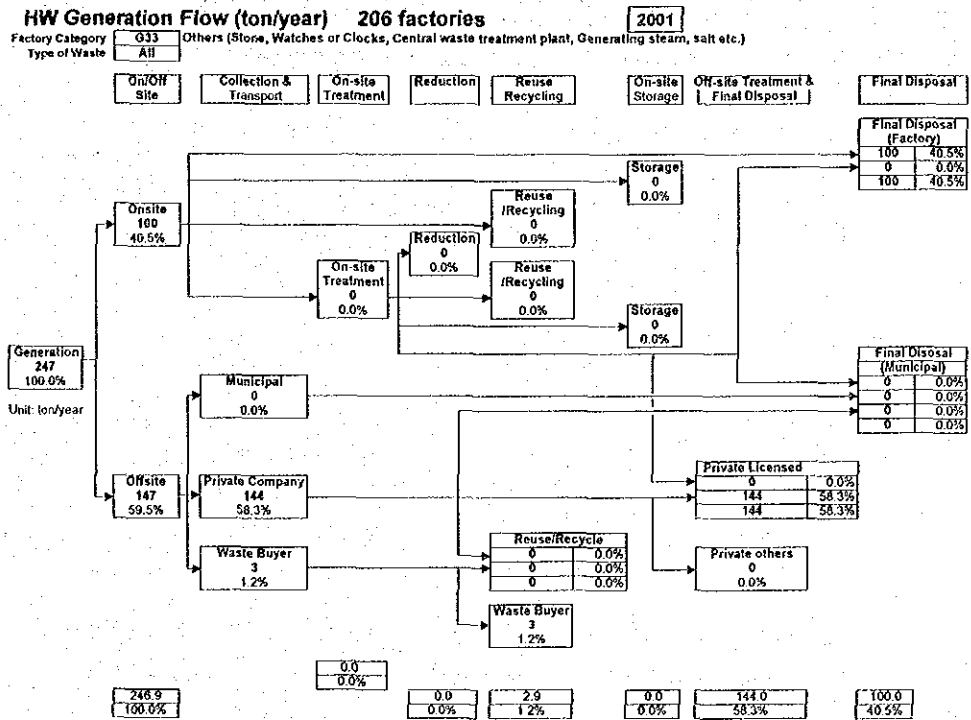 HW Generation Flow (ton/year) 206 factories 2001
Factory Category G33 Others (Stone, Watches or Clocks, Central waste treatment plant, Generating steam, salt etc.)
Type of Waste All
On/Off Site
Collection & Transport
On-site Treatment
Reduction
Reuse Recycling
On-site Storage
Off-site Treatment & Final Disposal
Final Disposal
Final Disposal
(Factory)
100 40.5%
0 0.0%
100 40.5%
Storage
0
0.0%
Onsite
100
40.5%
Reuse
/Recycling
0
0.0%
Reduction
0
0.0%
On-site
Treatment
0
0.0%
Reuse
/Recycling
0
0.0%
Storage
0
0.0%
Generation
247
100.0%
Unit: ton/year
Municipal
0
0.0%
Final Disosal
(Municipal)
0 0.0%
0 0.0%
0 0.0%
0 0.0%
Offsite
147
59.5%
Private Company
144
58.3%
Private Licensed
0 0.0%
144 58.3%
144 58.3%
Waste Buyer
3
1.2%
Reuse/Recycle
0 0.0%
0 0.0%
0 0.0%
Private others
0
0.0%
Waste Buyer
3
1.2%
0.0
0.0%
246.9 0.0 2.9 0.0 144.0 100.0
100.0% 0.0% 1.2% 0.0% 58.3% 40.5%